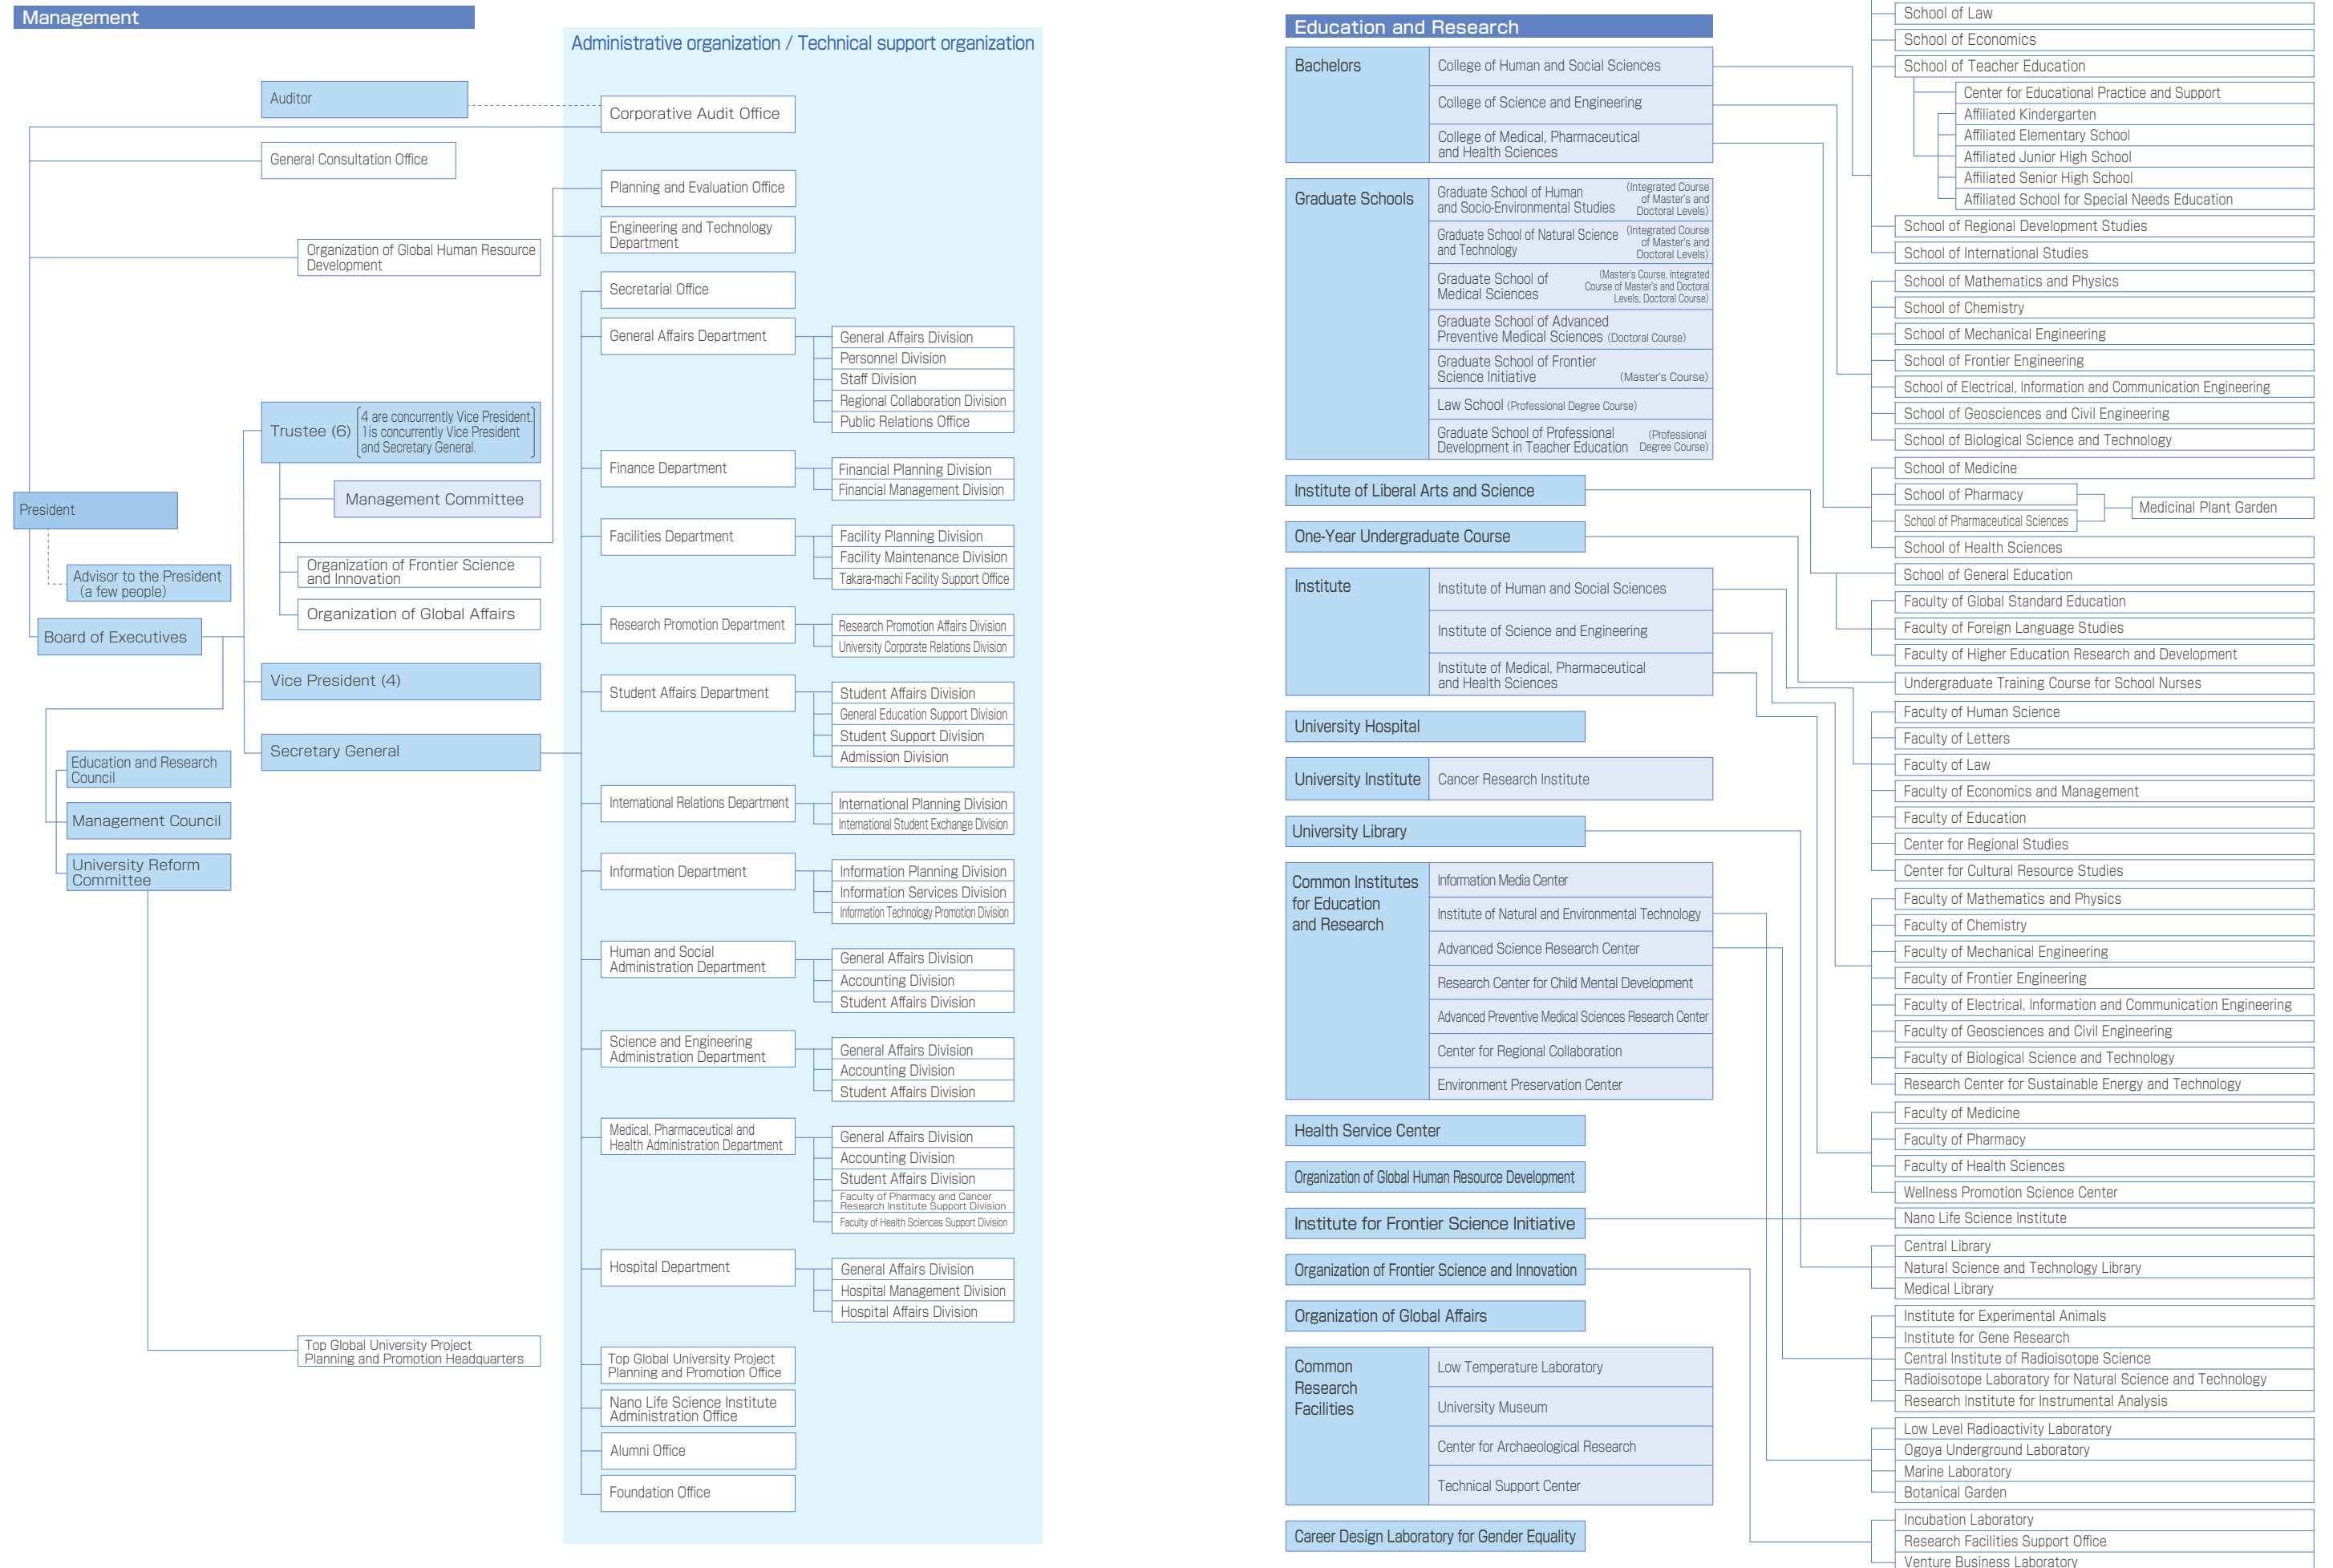 Management
Administrative organization / Technical support organization
Auditor
Corporative Audit Office
General Consultation Office
Planning and Evaluation Office
Engineering and Technology
Department
Organization of Global Human Resource
Development
Secretarial Office
General Affairs Department
General Affairs Division
Personnel Division
Staff Division
Regional Collaboration Division
Public Relations Office
Trustee (6)
4 are concurrently Vice President.
1 is concurrently Vice President
and Secretary General.
Finance Department
Financial Planning Division
Financial Management Division
Management Committee
President
Facilities Department
Facility Planning Division
Facility Maintenance Division
Takara-machi Facility Support Office
Organization of Frontier Science
and Innovation
Advisor to the President
(a few people)
Organization of Global Affairs
Board of Executives
Research Promotion Department
Research Promotion Affairs Division
University Corporate Relations Division
Vice President (4)
Student Affairs Department
Student Affairs Division
General Education Support Division
Student Support Division
Admission Division
Secretary General
Education and Research
Council
Management Council
University Reform
Committee
International Relations Department
International Planning Division
International Student Exchange Division
Information Department
Information Planning Division
Information Services Division
Information Technology Promotion Division
Human and Social
Administration Department
General Affairs Division
Accounting Division
Student Affairs Division
Science and Engineering
Administration Department
General Affairs Division
Accounting Division
Student Affairs Division
Medical, Pharmaceutical and
Health Administration Department
General Affairs Division
Accounting Division
Student Affairs Division
Faculty of Pharmacy and Cancer
Research Institute Support Division
Faculty of Health Sciences Support Division
Hospital Department
General Affairs Division
Hospital Management Division
Hospital Affairs Division
Top Global University Project
Planning and Promotion Headquarters
Top Global University Project
Planning and Promotion Office
Nano Life Science Institute
Administration Office
Alumni Office
Foundation Office
Education and Research
Bachelors
College of Human and Social Sciences
College of Science and Engineering
College of Medical, Pharmaceutical
and Health Sciences
Graduate Schools
Graduate School of Human
and Socio-Environmental Studies
(Integrated Course
of Master's and
Doctoral Levels)
Graduate School of Natural Science
and Technology
(Integrated Course
of Master's and
Doctoral Levels)
Graduate School of
Medical Sciences
(Master's Course, Integrated
Course of Master's and Doctoral
Levels, Doctoral Course)
Graduate School of Advanced
Preventive Medical Sciences (Doctoral Course)
Graduate School of Frontier
Science Initiative (Master's Course)
Law School (Professional Degree Course)
Graduate School of Professional
Development in Teacher Education
(Professional
Degree Course)
Institute of Liberal Arts and Science
One-Year Undergraduate Course
Institute
Institute of Human and Social Sciences
Institute of Science and Engineering
Institute of Medical, Pharmaceutical
and Health Sciences
University Hospital
University Institute
Cancer Research Institute
University Library
Common Institutes
for Education
and Research
Information Media Center
Institute of Natural and Environmental Technology
Advanced Science Research Center
Research Center for Child Mental Development
Advanced Preventive Medical Sciences Research Center
Center for Regional Collaboration
Environment Preservation Center
Health Service Center
Organization of Global Human Resource Development
Institute for Frontier Science Initiative
Organization of Frontier Science and Innovation
Organization of Global Affairs
Common
Research
Facilities
Low Temperature Laboratory
University Museum
Center for Archaeological Research
Technical Support Center
Career Design Laboratory for Gender Equality
School of Law
School of Economics
School of Teacher Education
Center for Educational Practice and Support
Affiliated Kindergarten
Affiliated Elementary School
Affiliated Junior High School
Affiliated Senior High School
Affiliated School for Special Needs Education
School of Regional Development Studies
School of International Studies
School of Mathematics and Physics
School of Chemistry
School of Mechanical Engineering
School of Frontier Engineering
School of Electrical, Information and Communication Engineering
School of Geosciences and Civil Engineering
School of Biological Science and Technology
School of Medicine
School of Pharmacy
School of Pharmaceutical Sciences
Medicinal Plant Garden
School of Health Sciences
School of General Education
Faculty of Global Standard Education
Faculty of Foreign Language Studies
Faculty of Higher Education Research and Development
Undergraduate Training Course for School Nurses
Faculty of Human Science
Faculty of Letters
Faculty of Law
Faculty of Economics and Management
Faculty of Education
Center for Regional Studies
Center for Cultural Resource Studies
Faculty of Mathematics and Physics
Faculty of Chemistry
Faculty of Mechanical Engineering
Faculty of Frontier Engineering
Faculty of Electrical, Information and Communication Engineering
Faculty of Geosciences and Civil Engineering
Faculty of Biological Science and Technology
Research Center for Sustainable Energy and Technology
Faculty of Medicine
Faculty of Pharmacy
Faculty of Health Sciences
Wellness Promotion Science Center
Nano Life Science Institute
Central Library
Natural Science and Technology Library
Medical Library
Institute for Experimental Animals
Institute for Gene Research
Central Institute of Radioisotope Science
Radioisotope Laboratory for Natural Science and Technology
Research Institute for Instrumental Analysis
Low Level Radioactivity Laboratory
Ogoya Underground Laboratory
Marine Laboratory
Botanical Garden
Incubation Laboratory
Research Facilities Support Office
Venture Business Laboratory